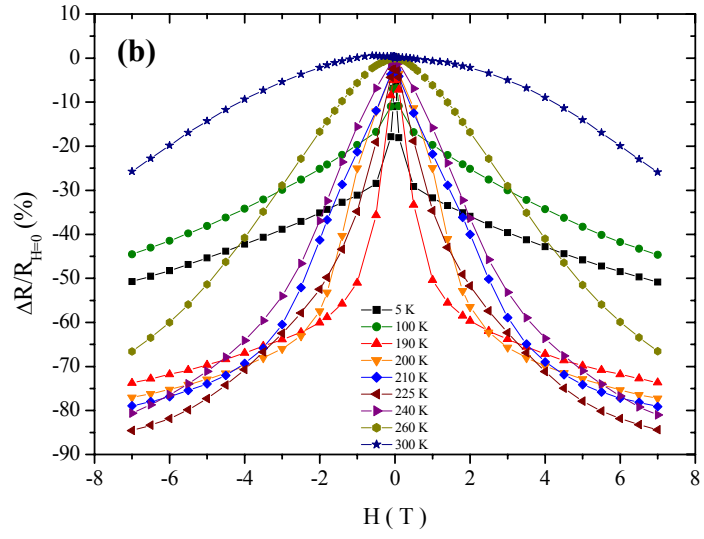 (b)
10
0
-10
-20
-30
-40
-50
-60
-70
-80
-90
ΔR/R_{H=0} (%)
5 K
100 K
190 K
200 K
210 K
225 K
240 K
260 K
300 K
-8 -6 -4 -2 0 2 4 6 8
H ( T )